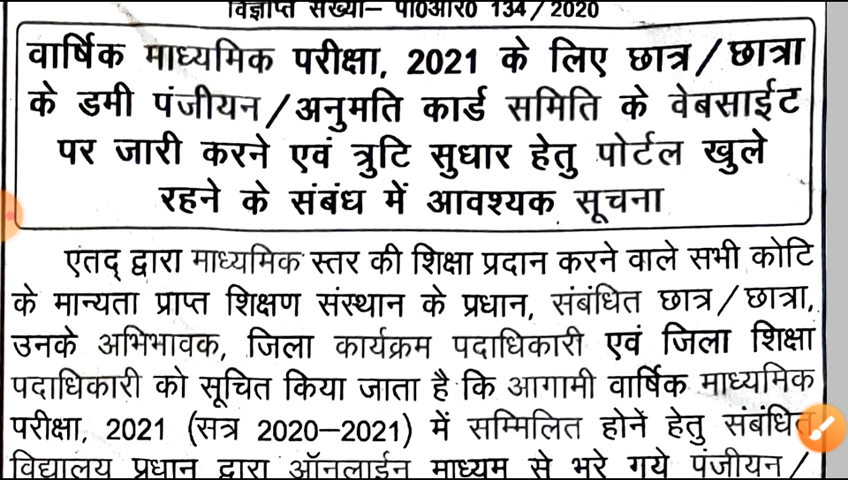 विज्ञप्ति संख्या– पी०आर० 134/2020
वार्षिक माध्यमिक परीक्षा, 2021 के लिए छात्र/छात्रा
के डमी पंजीयन/अनुमति कार्ड समिति के वेबसाईट
पर जारी करने एवं त्रुटि सुधार हेतु पोर्टल खुले
रहने के संबंध में आवश्यक सूचना
एतद् द्वारा माध्यमिक स्तर की शिक्षा प्रदान करने वाले सभी कोटि
के मान्यता प्राप्त शिक्षण संस्थान के प्रधान, संबंधित छात्र/छात्रा,
उनके अभिभावक, जिला कार्यक्रम पदाधिकारी एवं जिला शिक्षा
पदाधिकारी को सूचित किया जाता है कि आगामी वार्षिक माध्यमिक
परीक्षा, 2021 (सत्र 2020–2021) में सम्मिलित होनें हेतु संबंधित
विद्यालय प्रधान द्वारा ऑनलाईन माध्यम से भरे गये पंजीयन/